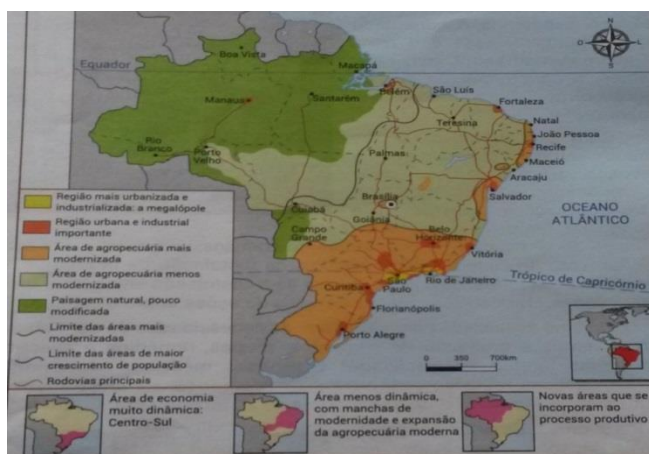 N
O
L
S
Equador
Boa Vista
Macapá
Belém
São Luís
Manaus
Santarém
Fortaleza
Teresina
Natal
João Pessoa
Recife
Maceió
Aracaju
Rio
Branco
Porto
Velho
Palmas
Salvador
Brasília
Cuiabá
Goiânia
OCEANO
ATLÂNTICO
Campo
Grande
Belo
Horizonte
Vitória
São
Paulo
Rio de Janeiro
Trópico de Capricórnio
Curitiba
Florianópolis
Porto Alegre
0 350 700km
Região mais urbanizada e
industrializada: a megalópole
Região urbana e industrial
importante
Área de agropecuária mais
modernizada
Área de agropecuária menos
modernizada
Paisagem natural, pouco
modificada
Limite das áreas mais
modernizadas
Limite das áreas de maior
crescimento de população
Rodovias principais
Área de economia
muito dinâmica:
Centro-Sul
Área menos dinâmica,
com manchas de
modernidade e expansão
da agropecuária moderna
Novas áreas que se
incorporam ao
processo produtivo